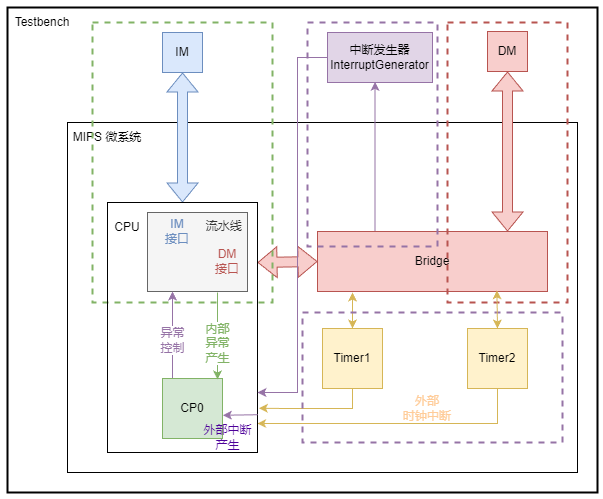 Testbench
IM
中断发生器
InterruptGenerator
DM
MIPS 微系统
CPU
IM
接口
流水线
DM
接口
Bridge
异常
控制
内部
异常
产生
Timer1
Timer2
CP0
外部中断
产生
外部
时钟中断